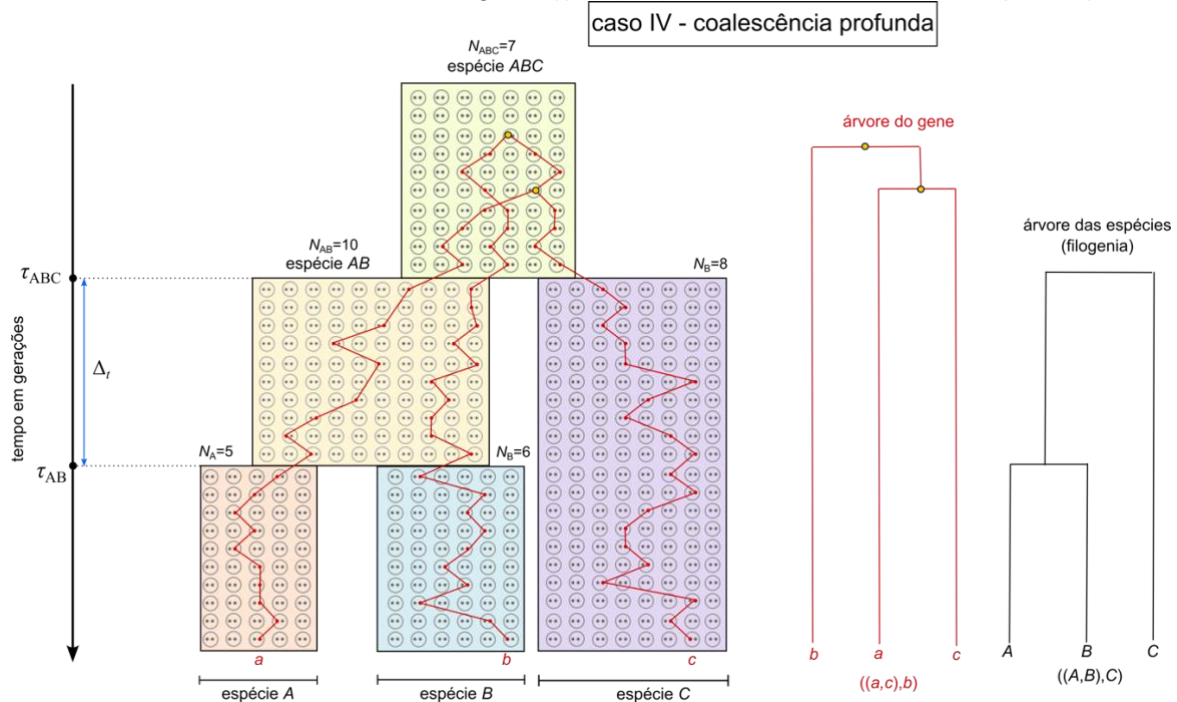 caso IV - coalescência profunda
N_ABC=7
espécie ABC
árvore do gene
árvore das espécies
(filogenia)
N_AB=10
espécie AB
N_B=8
τ_ABC
tempo em gerações
Δ_t
N_A=5
N_B=6
τ_AB
a
b
c
b
a
c
A
B
C
((a,c),b)
((A,B),C)
espécie A
espécie B
espécie C